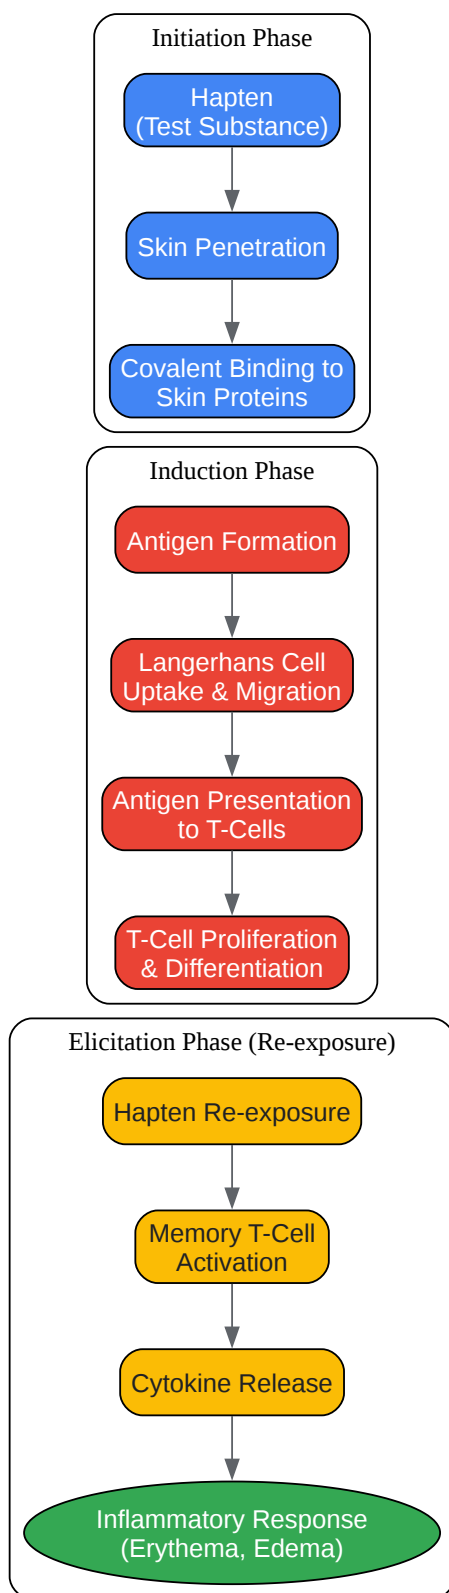 Initiation Phase
Hapten
(Test Substance)
Skin Penetration
Covalent Binding to
Skin Proteins
Induction Phase
Antigen Formation
Langerhans Cell
Uptake & Migration
Antigen Presentation
to T-Cells
T-Cell Proliferation
& Differentiation
Elicitation Phase (Re-exposure)
Hapten Re-exposure
Memory T-Cell
Activation
Cytokine Release
Inflammatory Response
(Erythema, Edema)